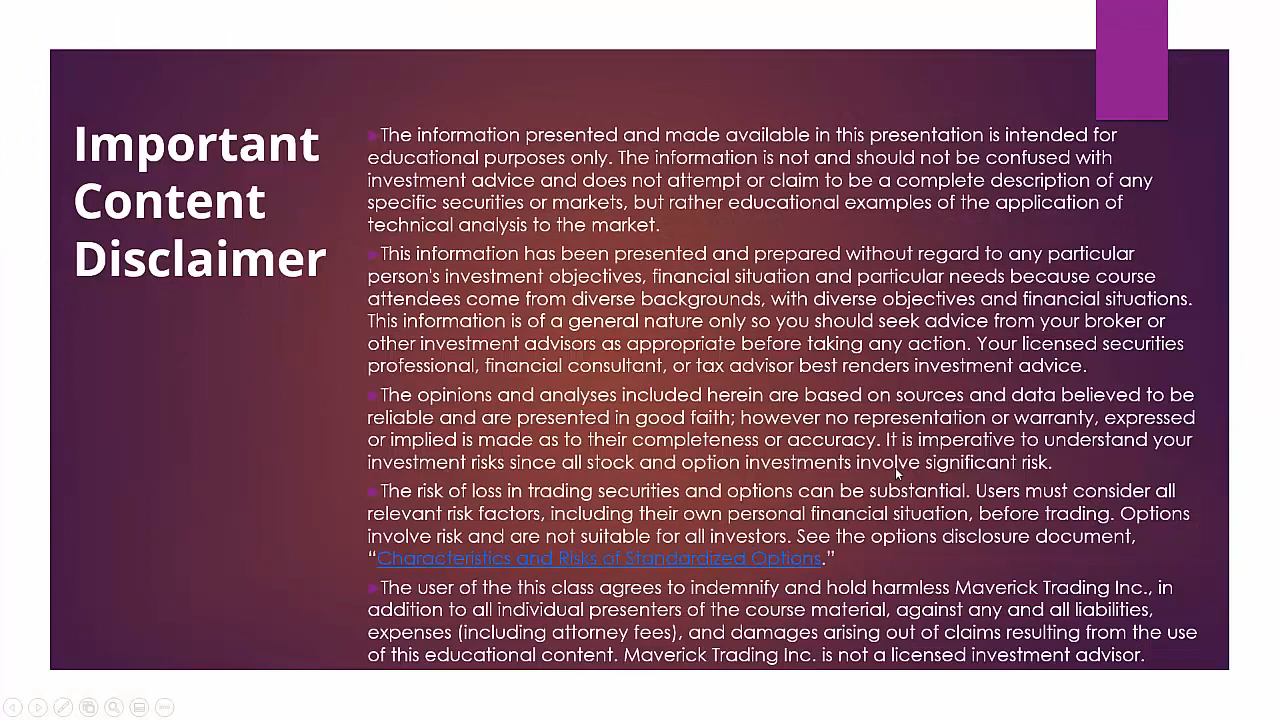 Important
Content
Disclaimer
The information presented and made available in this presentation is intended for
educational purposes only. The information is not and should not be confused with
investment advice and does not attempt or claim to be a complete description of any
specific securities or markets, but rather educational examples of the application of
technical analysis to the market.
This information has been presented and prepared without regard to any particular
person's investment objectives, financial situation and particular needs because course
attendees come from diverse backgrounds, with diverse objectives and financial situations.
This information is of a general nature only so you should seek advice from your broker or
other investment advisors as appropriate before taking any action. Your licensed securities
professional, financial consultant, or tax advisor best renders investment advice.
The opinions and analyses included herein are based on sources and data believed to be
reliable and are presented in good faith; however no representation or warranty, expressed
or implied is made as to their completeness or accuracy. It is imperative to understand your
investment risks since all stock and option investments involve significant risk.
The risk of loss in trading securities and options can be substantial. Users must consider all
relevant risk factors, including their own personal financial situation, before trading. Options
involve risk and are not suitable for all investors. See the options disclosure document,
“Characteristics and Risks of Standardized Options.”
The user of the this class agrees to indemnify and hold harmless Maverick Trading Inc., in
addition to all individual presenters of the course material, against any and all liabilities,
expenses (including attorney fees), and damages arising out of claims resulting from the use
of this educational content. Maverick Trading Inc. is not a licensed investment advisor.